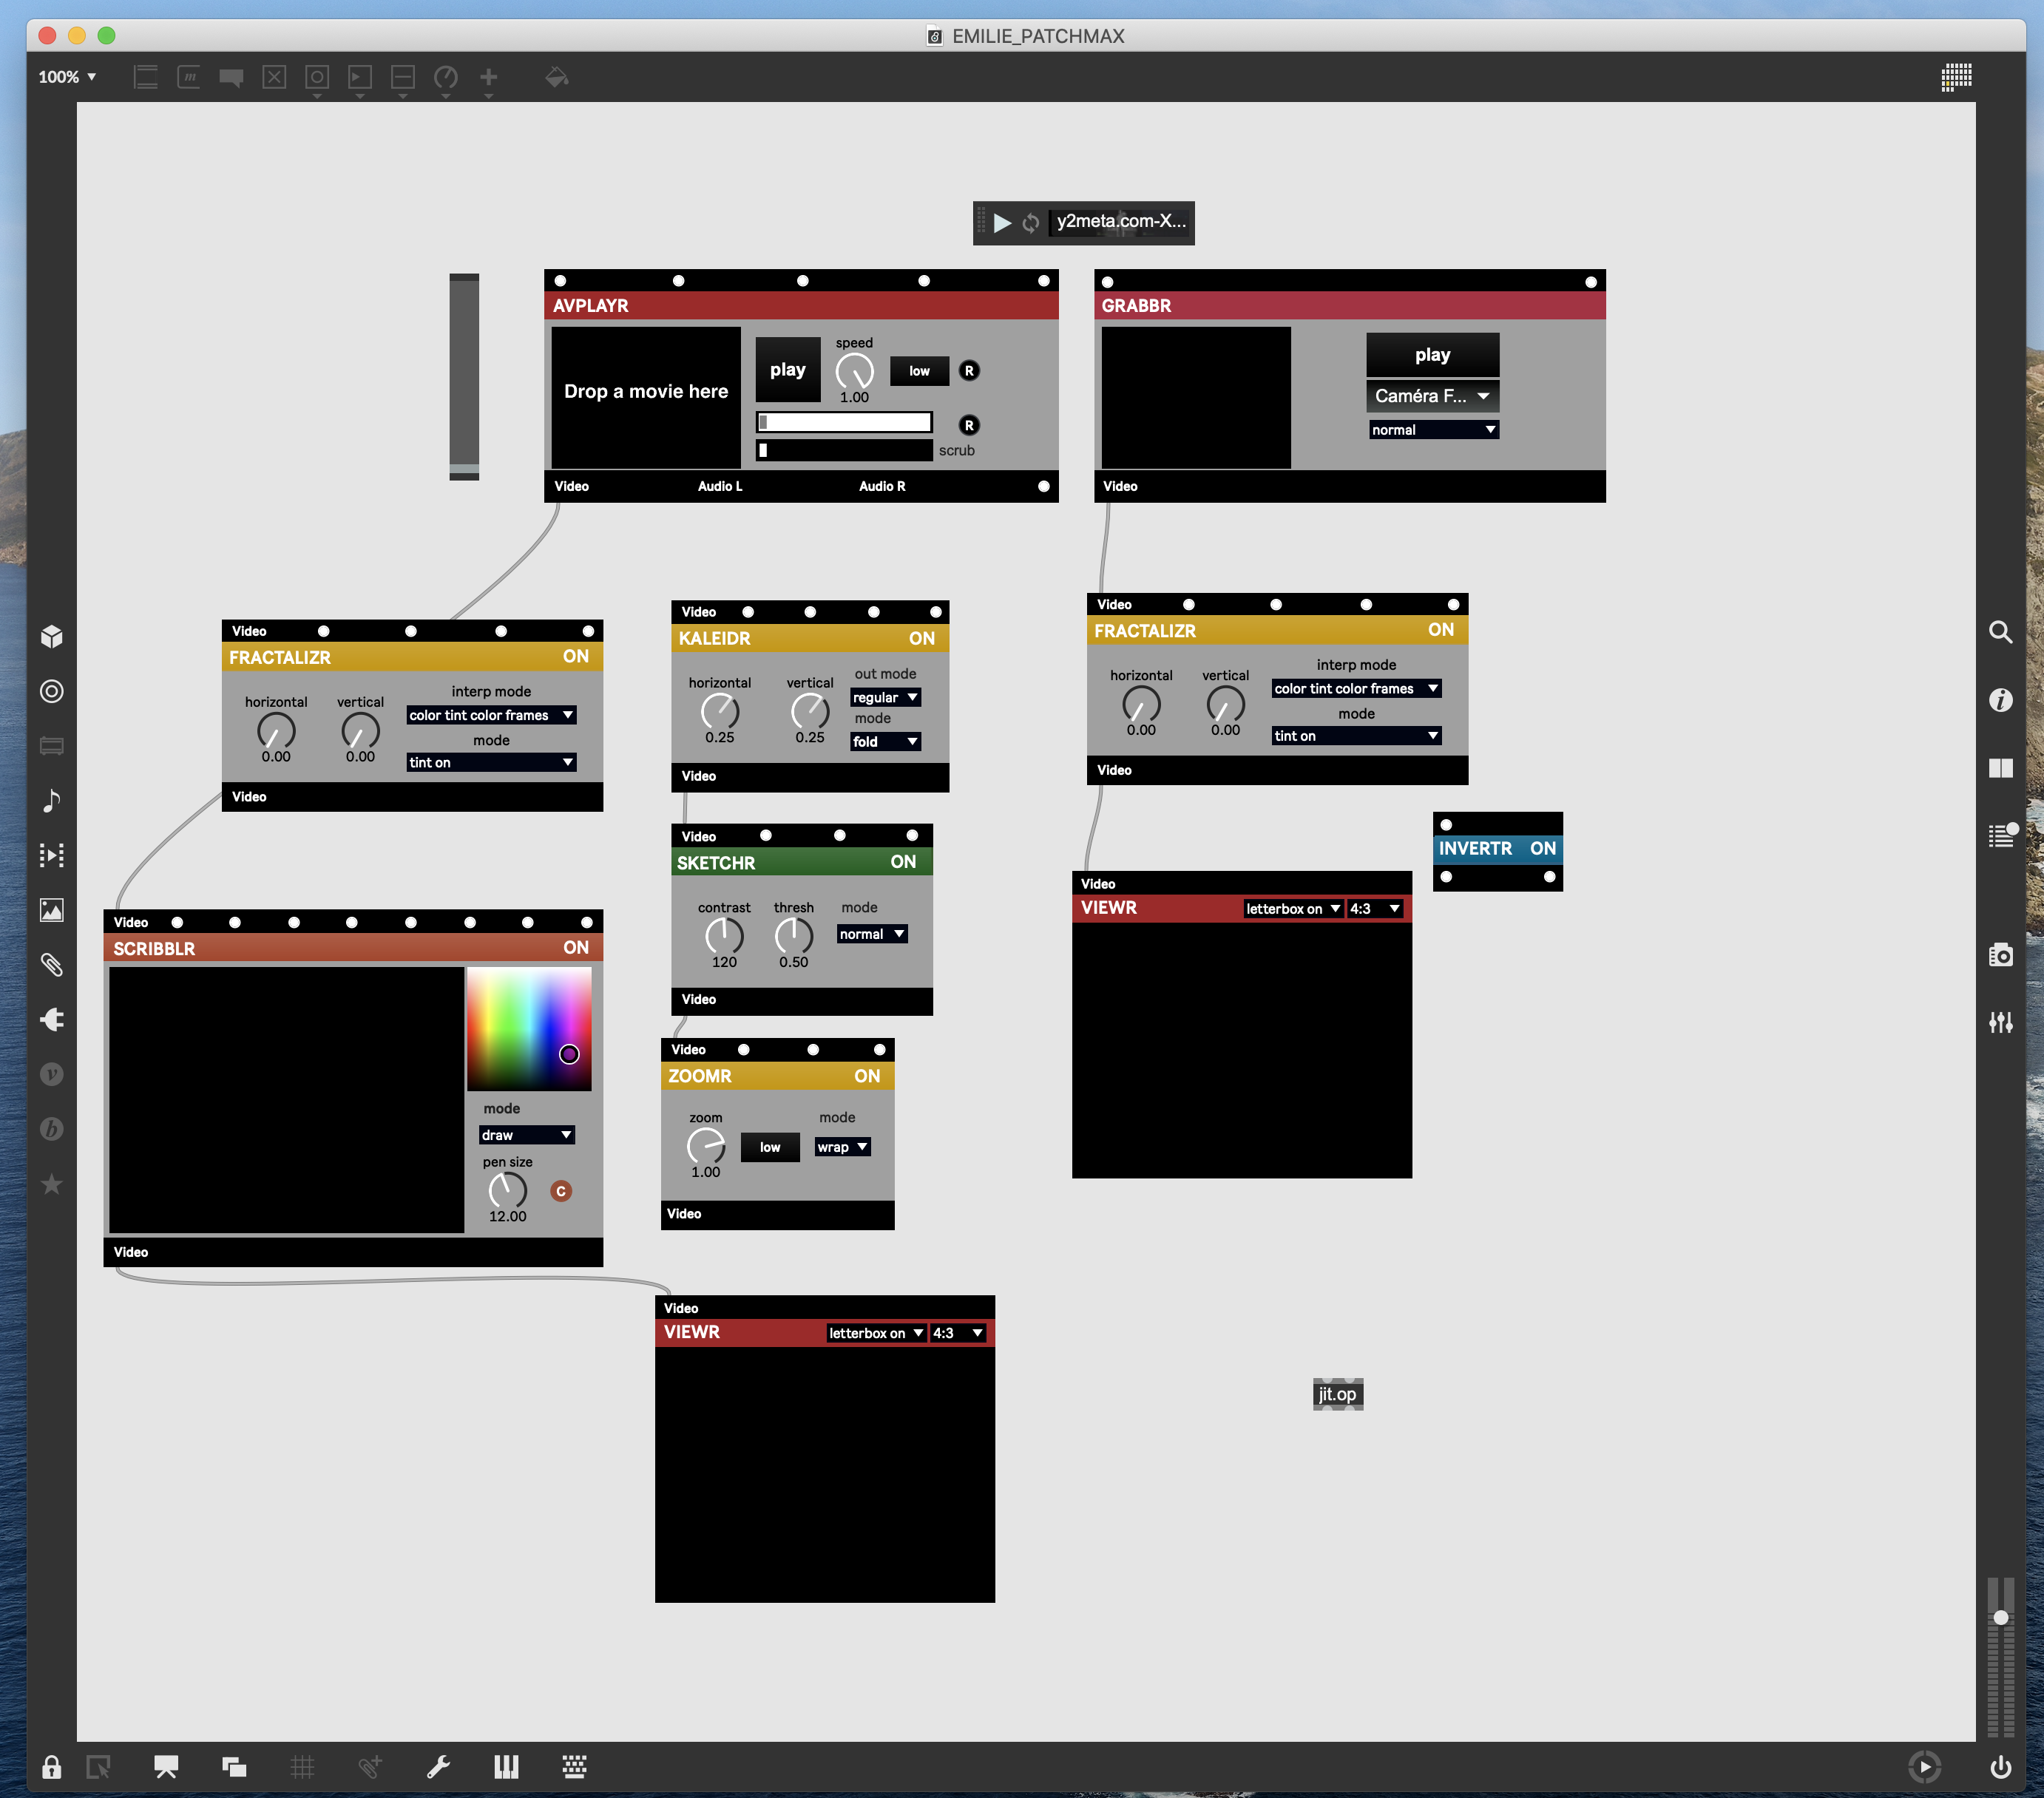 EMILIE_PATCHMAX
100%
m
y2meta.com-X...
AVPLAYR
Drop a movie here
play
speed
1.00
low
R
R
scrub
Video
Audio L
Audio R
GRABBR
play
Caméra F...
normal
Video
Video
FRACTALIZR
ON
horizontal
0.00
vertical
0.00
interp mode
color tint color frames
mode
tint on
Video
Video
KALEIDR
ON
horizontal
0.25
vertical
0.25
out mode
regular
mode
fold
Video
Video
FRACTALIZR
ON
horizontal
0.00
vertical
0.00
interp mode
color tint color frames
mode
tint on
Video
INVERTR
ON
Video
SKETCHR
ON
contrast
120
thresh
0.50
mode
normal
Video
Video
VIEWR
letterbox on
4:3
Video
SCRIBBLR
ON
mode
draw
pen size
12.00
C
Video
Video
ZOOMR
ON
zoom
1.00
low
mode
wrap
Video
Video
VIEWR
letterbox on
4:3
jit.op
i
v
b